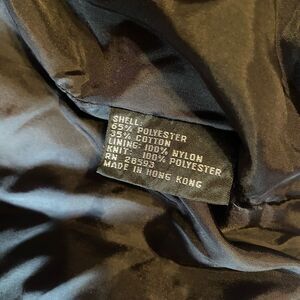 SHELL:
65% POLYESTER
35% COTTON
LINING: 100% NYLON
KNIT: 100% POLYESTER
RN 28593
MADE IN HONG KONG